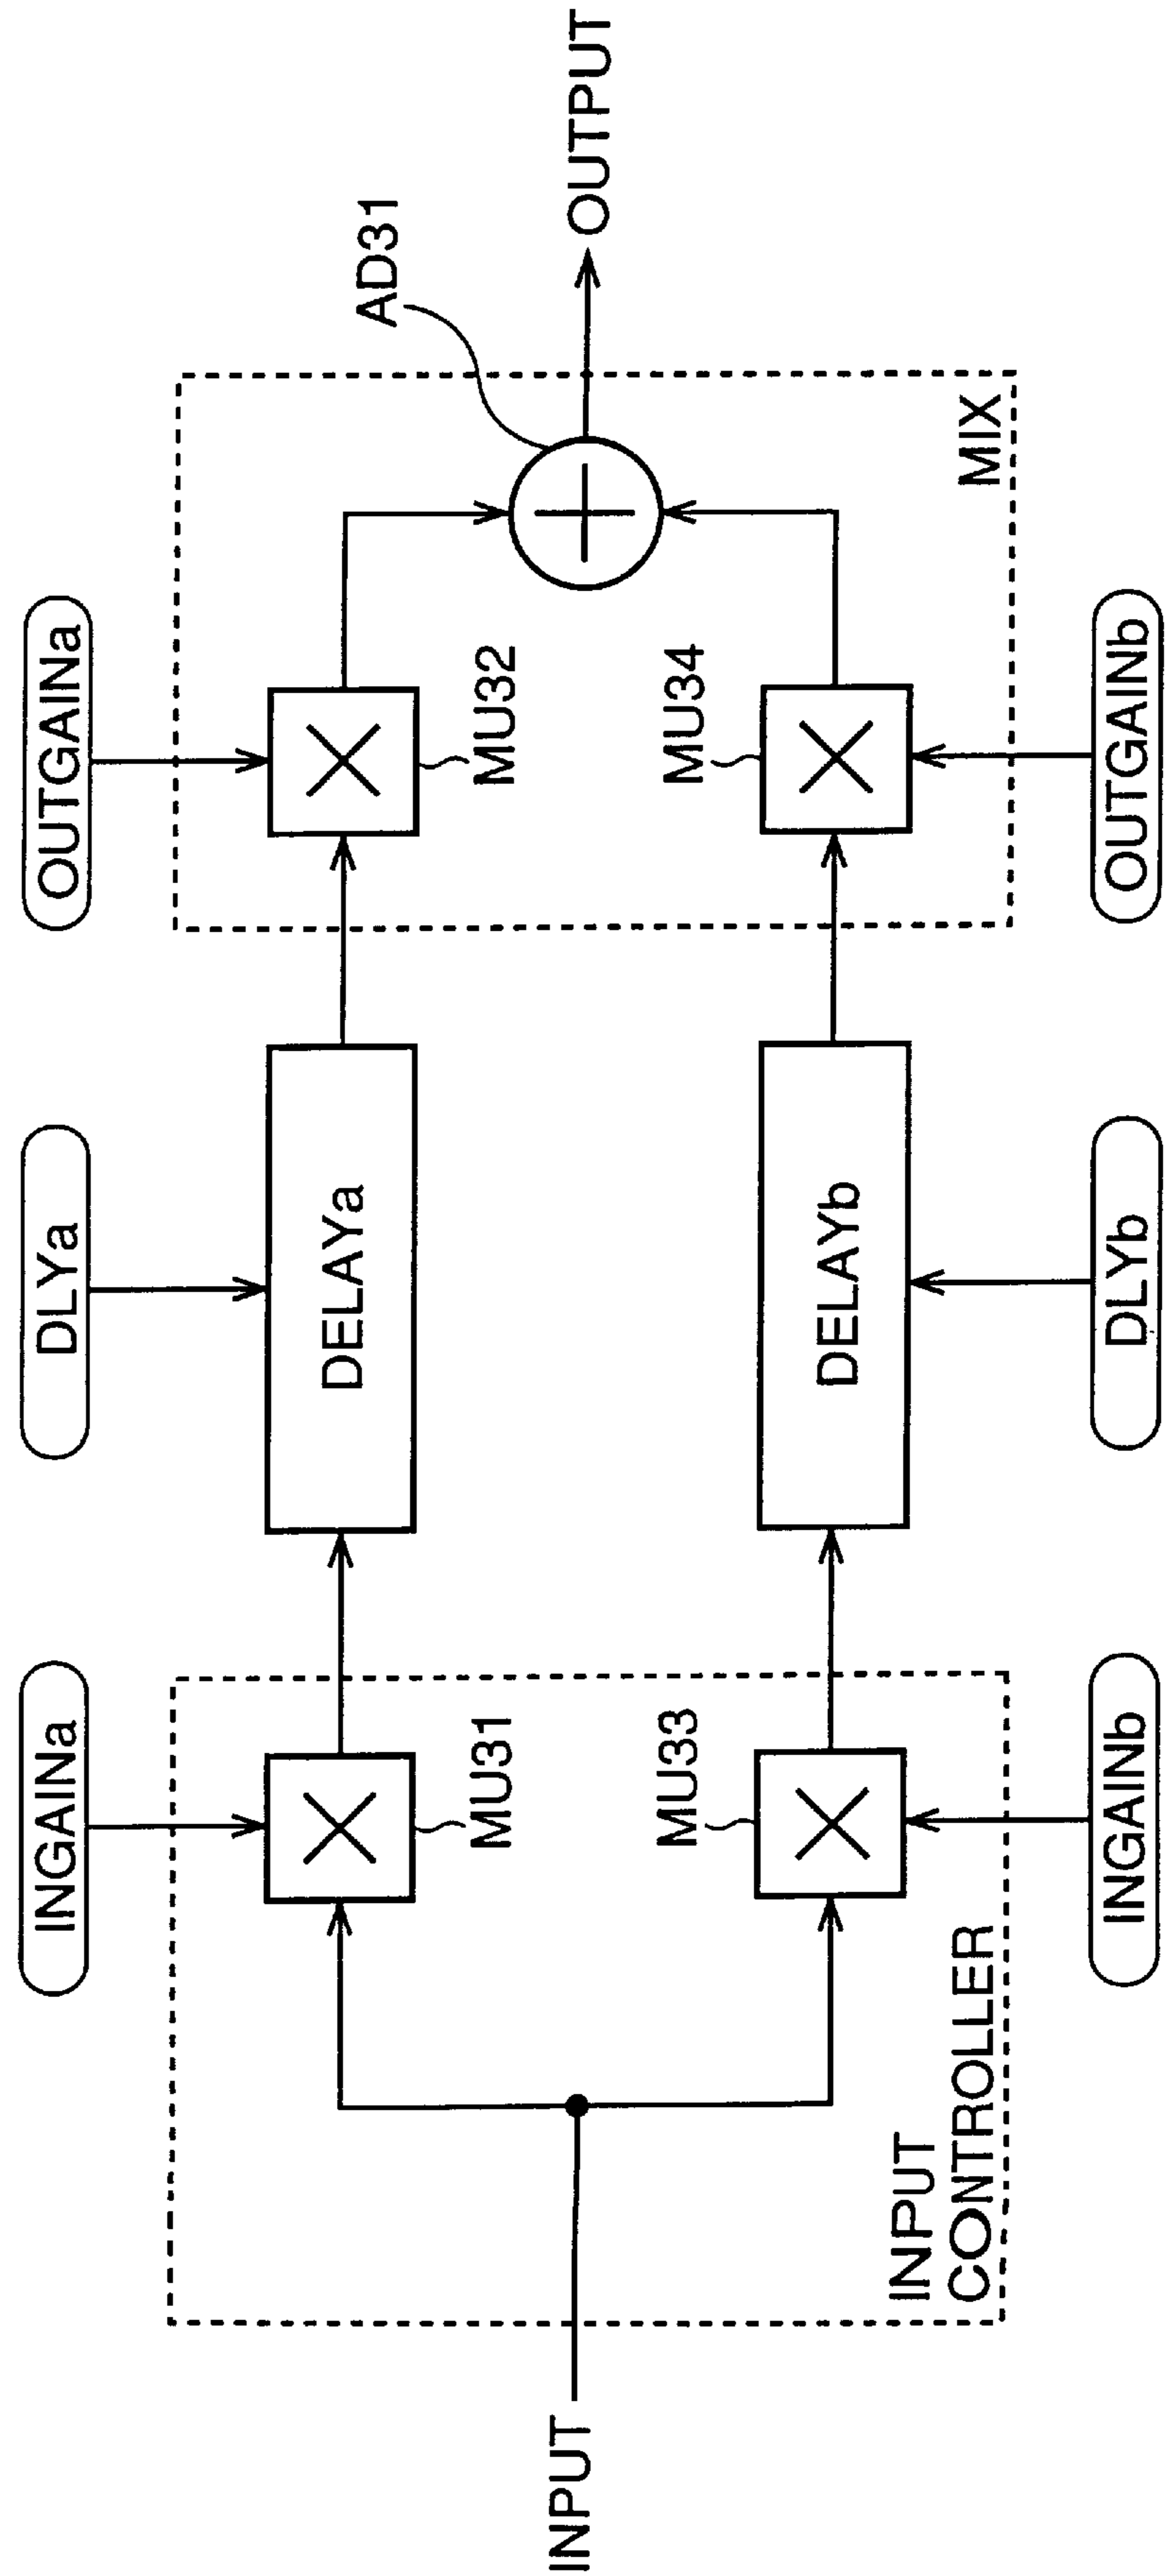 INGAINa
DLYa
OUTGAINa
MU31
DELAYa
MU32
AD31
INPUT
OUTPUT
MU33
DELAYb
MU34
INPUT
CONTROLLER
MIX
INGAINb
DLYb
OUTGAINb